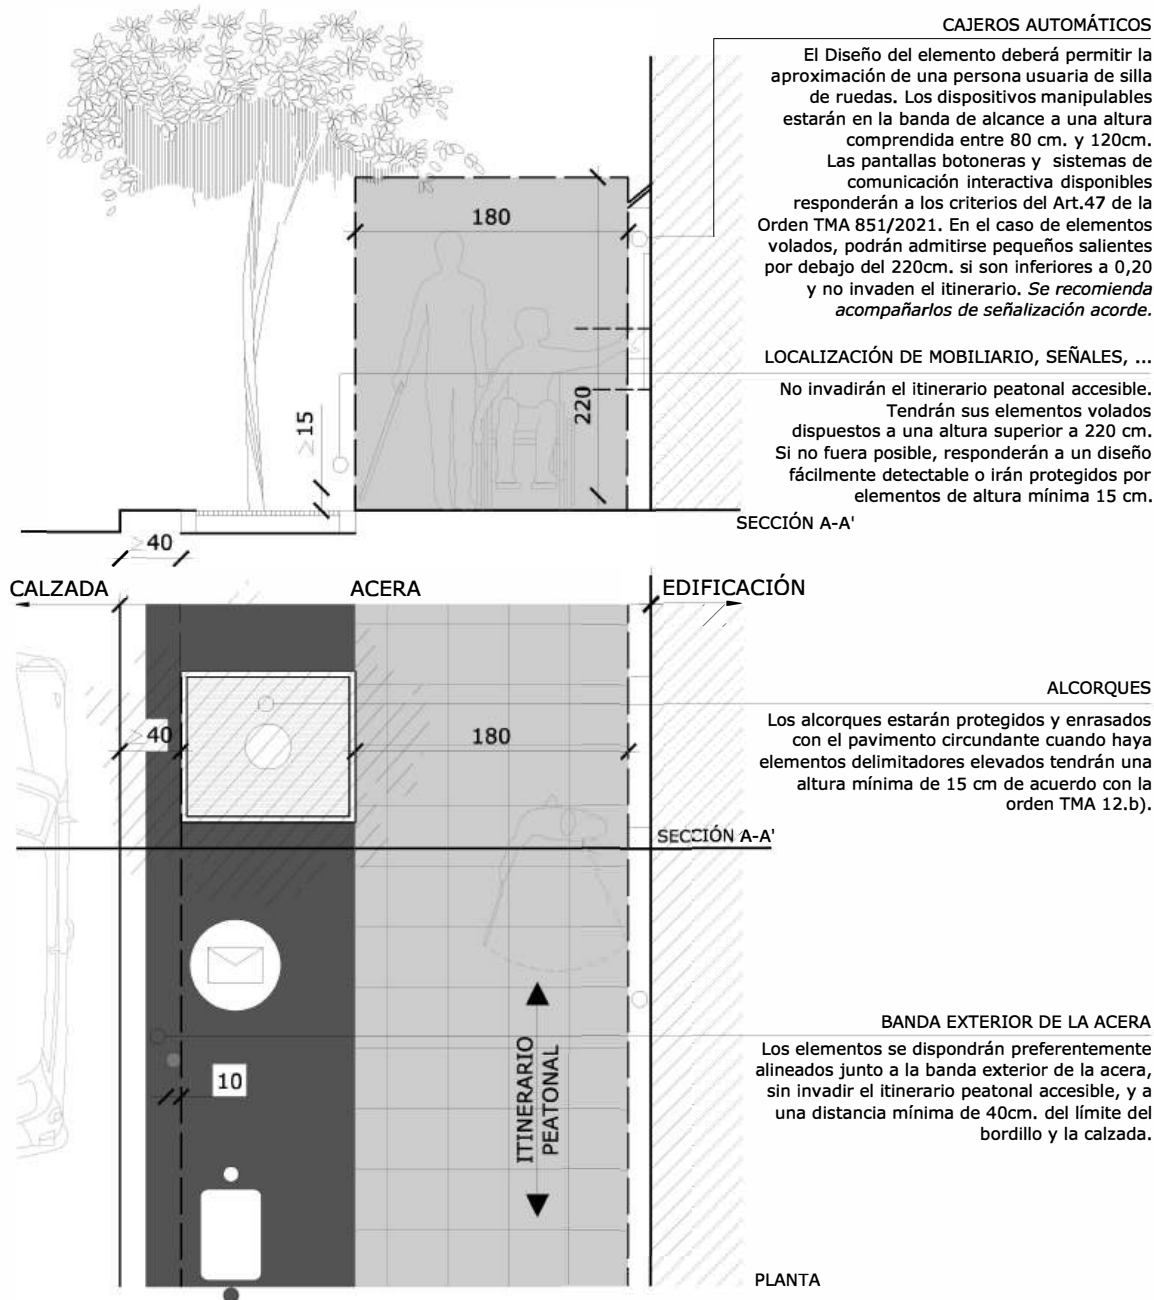 CAJEROS AUTOMÁTICOS
El Diseño del elemento deberá permitir la
aproximación de una persona usuaria de silla
de ruedas. Los dispositivos manipulables
estarán en la banda de alcance a una altura
comprendida entre 80 cm. y 120cm.
Las pantallas botoneras y sistemas de
comunicación interactiva disponibles
responderán a los criterios del Art.47 de la
Orden TMA 851/2021. En el caso de elementos
volados, podrán admitirse pequeños salientes
por debajo del 220cm. si son inferiores a 0,20
y no invaden el itinerario. Se recomienda
acompañarlos de señalización acorde.
180
220
≥15
≥40
LOCALIZACIÓN DE MOBILIARIO, SEÑALES, ...
No invadirán el itinerario peatonal accesible.
Tendrán sus elementos volados
dispuestos a una altura superior a 220 cm.
Si no fuera posible, responderán a un diseño
fácilmente detectable o irán protegidos por
elementos de altura mínima 15 cm.
SECCIÓN A-A'
CALZADA
ACERA
EDIFICACIÓN
≥40
180
ALCORQUES
Los alcorques estarán protegidos y enrasados
con el pavimento circundante cuando haya
elementos delimitadores elevados tendrán una
altura mínima de 15 cm de acuerdo con la
orden TMA 12.b).
SECCIÓN A-A'
10
ITINERARIO
PEATONAL
BANDA EXTERIOR DE LA ACERA
Los elementos se dispondrán preferentemente
alineados junto a la banda exterior de la acera,
sin invadir el itinerario peatonal accesible, y a
una distancia mínima de 40cm. del límite del
bordillo y la calzada.
PLANTA